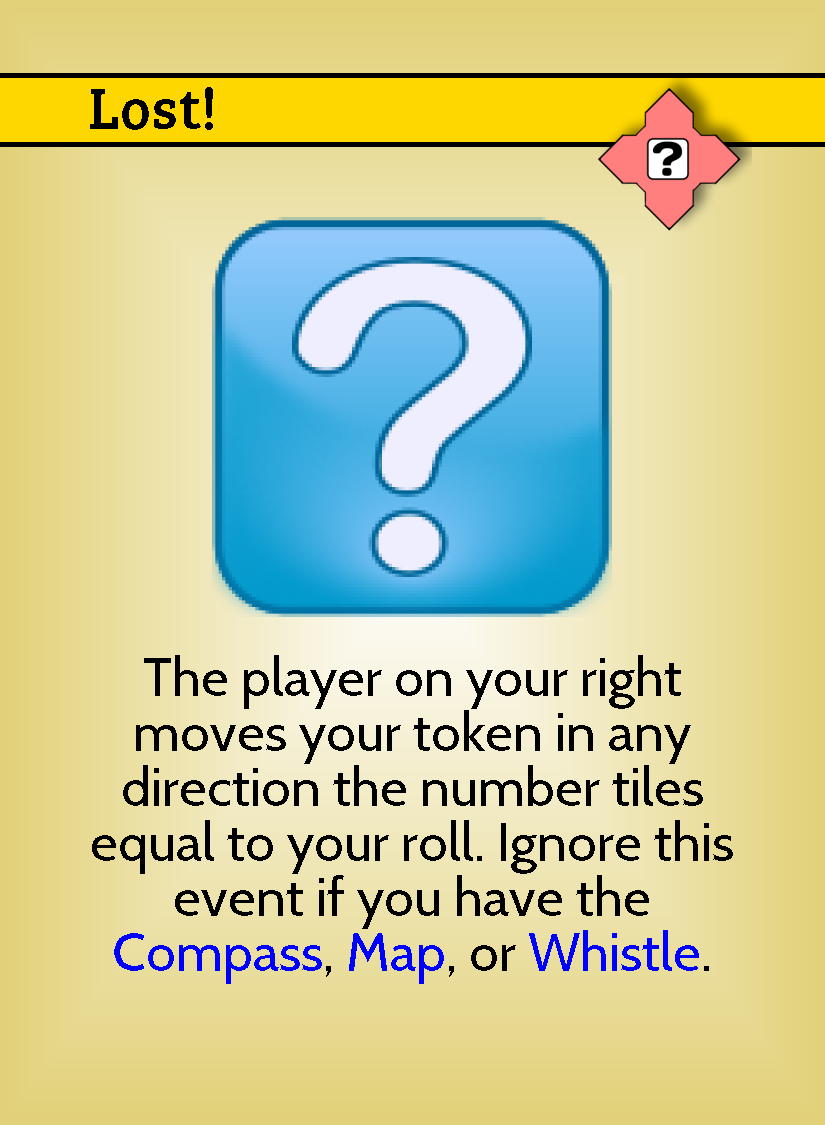 Lost!
?
?
The player on your right
moves your token in any
direction the number tiles
equal to your roll. Ignore this
event if you have the
Compass, Map, or Whistle.